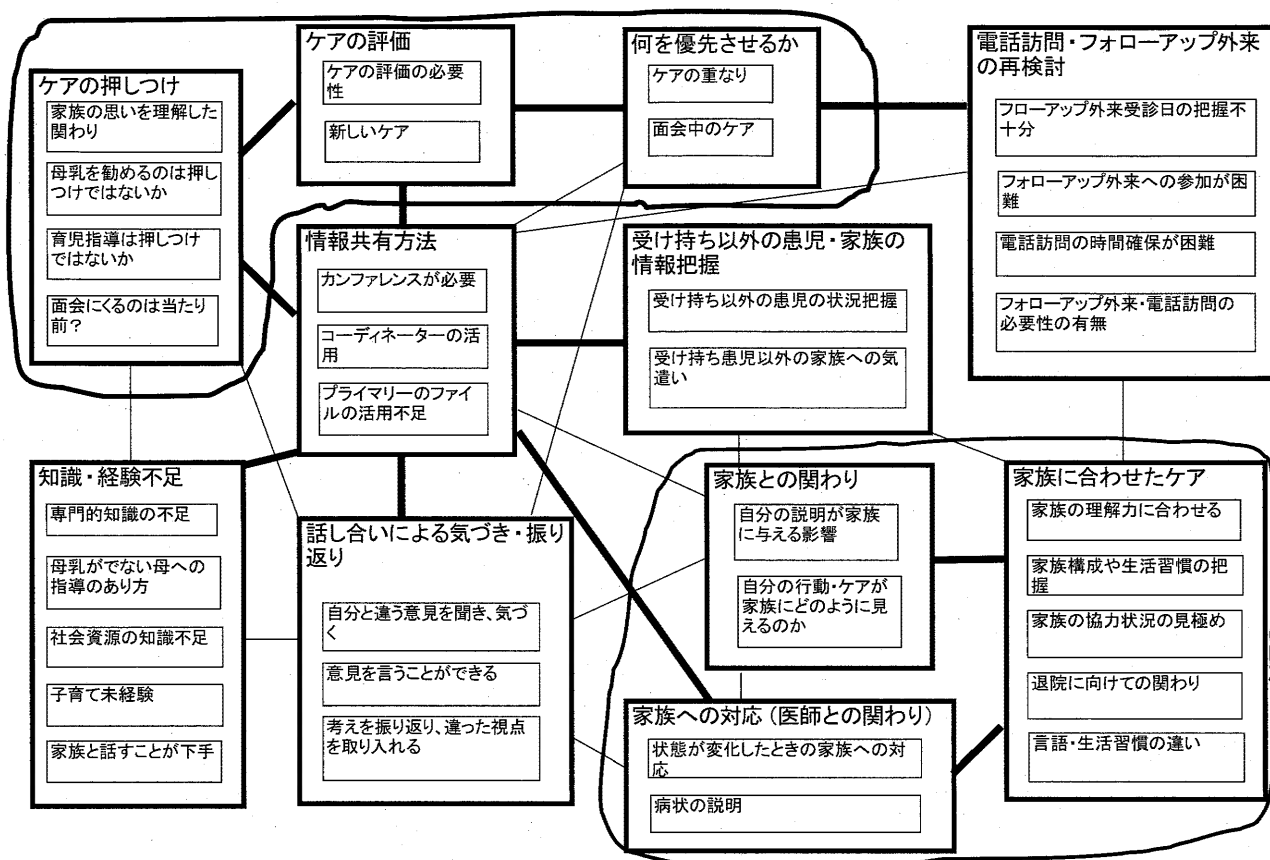 ケアの押しつけ
家族の思いを理解した
関わり
母乳を勧めるのは押し
つけではないか
育児指導は押しつけ
ではないか
面会にくるのは当たり
前?
ケアの評価
ケアの評価の必要
性
新しいケア
何を優先させるか
ケアの重なり
面会中のケア
電話訪問・フォローアップ外来
の再検討
フローアップ外来受診日の把握不
十分
フォローアップ外来への参加が困
難
電話訪問の時間確保が困難
フォローアップ外来・電話訪問の
必要性の有無
情報共有方法
カンファレンスが必要
コーディネーターの活
用
プライマリーのファイ
ルの活用不足
受け持ち以外の患児・家族の
情報把握
受け持ち以外の患児の状況把握
受け持ち患児以外の家族への気
遣い
知識・経験不足
専門的知識の不足
母乳がでない母への
指導のあり方
社会資源の知識不足
子育て未経験
家族と話すことが下手
話し合いによる気づき・振り
返り
自分と違う意見を聞き、気づ
く
意見を言うことができる
考えを振り返り、違った視点
を取り入れる
家族との関わり
自分の説明が家族
に与える影響
自分の行動・ケアが
家族にどのように見
えるのか
家族への対応(医師との関わり)
状態が変化したときの家族への対
応
病状の説明
家族に合わせたケア
家族の理解力に合わせる
家族構成や生活習慣の把
握
家族の協力状況の見極め
退院に向けての関わり
言語・生活習慣の違い